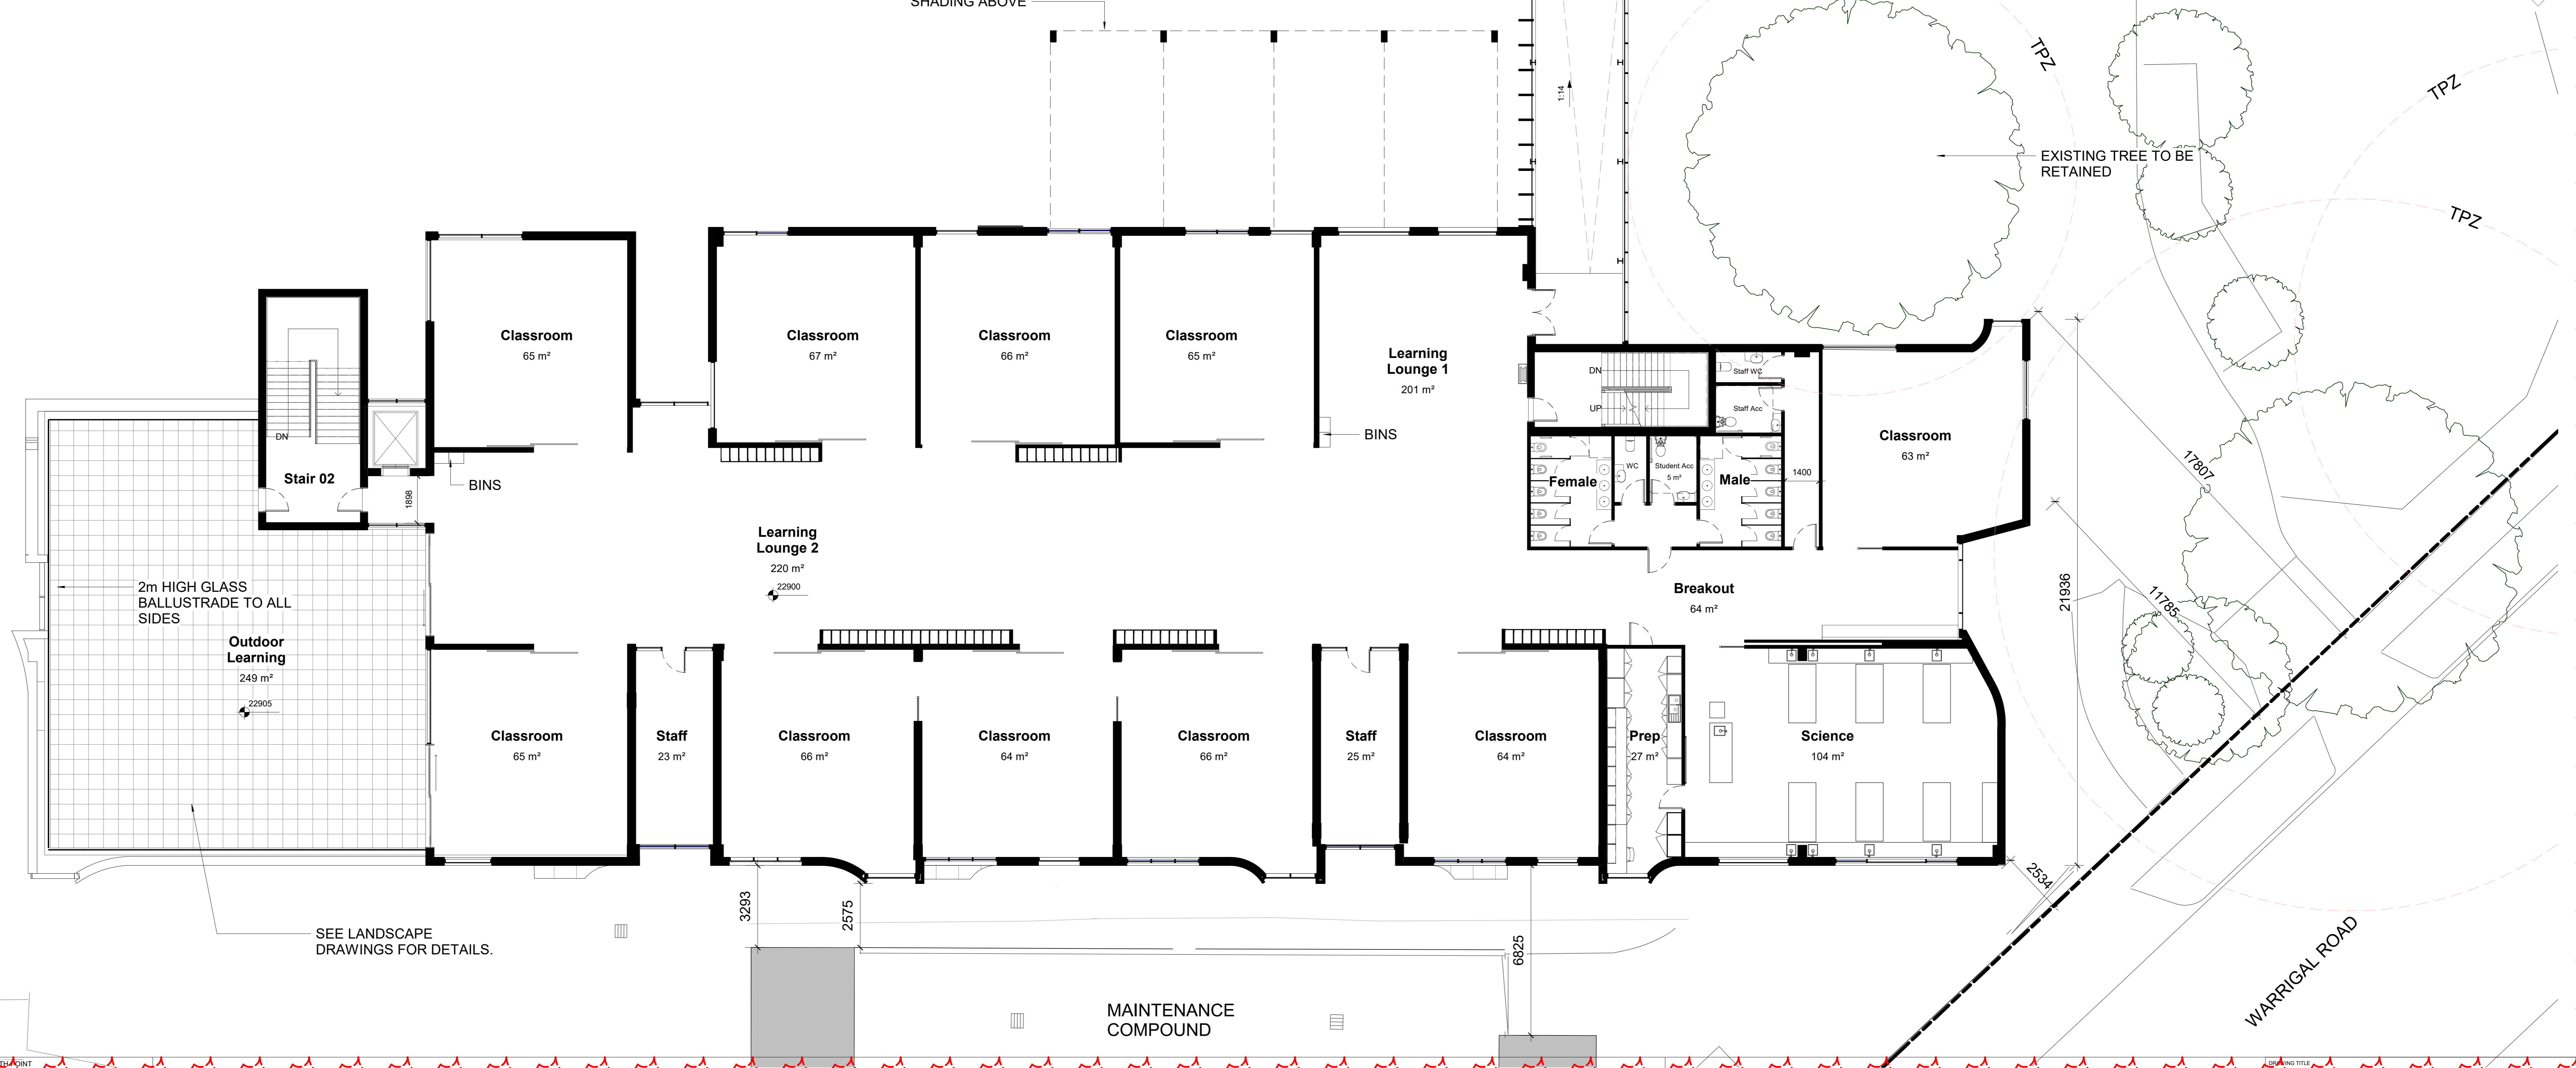 SHADING ABOVE
TPZ
TPZ
1:14
EXISTING TREE TO BE
RETAINED
TPZ
Classroom
65 m²
Classroom
67 m²
Classroom
66 m²
Classroom
65 m²
Learning
Lounge 1
201 m²
DN
UP
Staff WC
Staff Acc
BINS
Classroom
63 m²
DN
Stair 02
BINS
1898
Female
WC
Student Acc
5 m²
Male
1400
17807
Learning
Lounge 2
220 m²
22900
Breakout
64 m²
21936
11785
2m HIGH GLASS
BALLUSTRADE TO ALL
SIDES
Outdoor
Learning
249 m²
22905
Classroom
65 m²
Staff
23 m²
Classroom
66 m²
Classroom
64 m²
Classroom
66 m²
Staff
25 m²
Classroom
64 m²
Prep
27 m²
Science
104 m²
2534
3293
2575
6825
SEE LANDSCAPE
DRAWINGS FOR DETAILS.
MAINTENANCE
COMPOUND
WARRIGAL ROAD
TH POINT
DRAWING TITLE